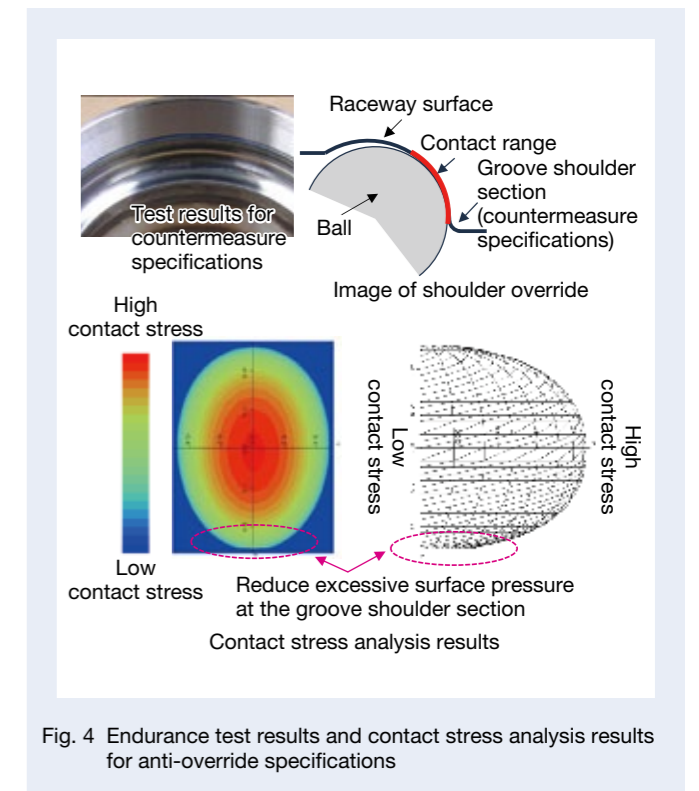 Raceway surface
Contact range
Groove shoulder
section
(countermeasure
specifications)
Ball
Test results for
countermeasure
specifications
Image of shoulder override
High
contact stress
Low
contact stress
Low
contact stress
High
contact stress
Reduce excessive surface pressure
at the groove shoulder section
Contact stress analysis results
Fig. 4 Endurance test results and contact stress analysis results
for anti-override specifications